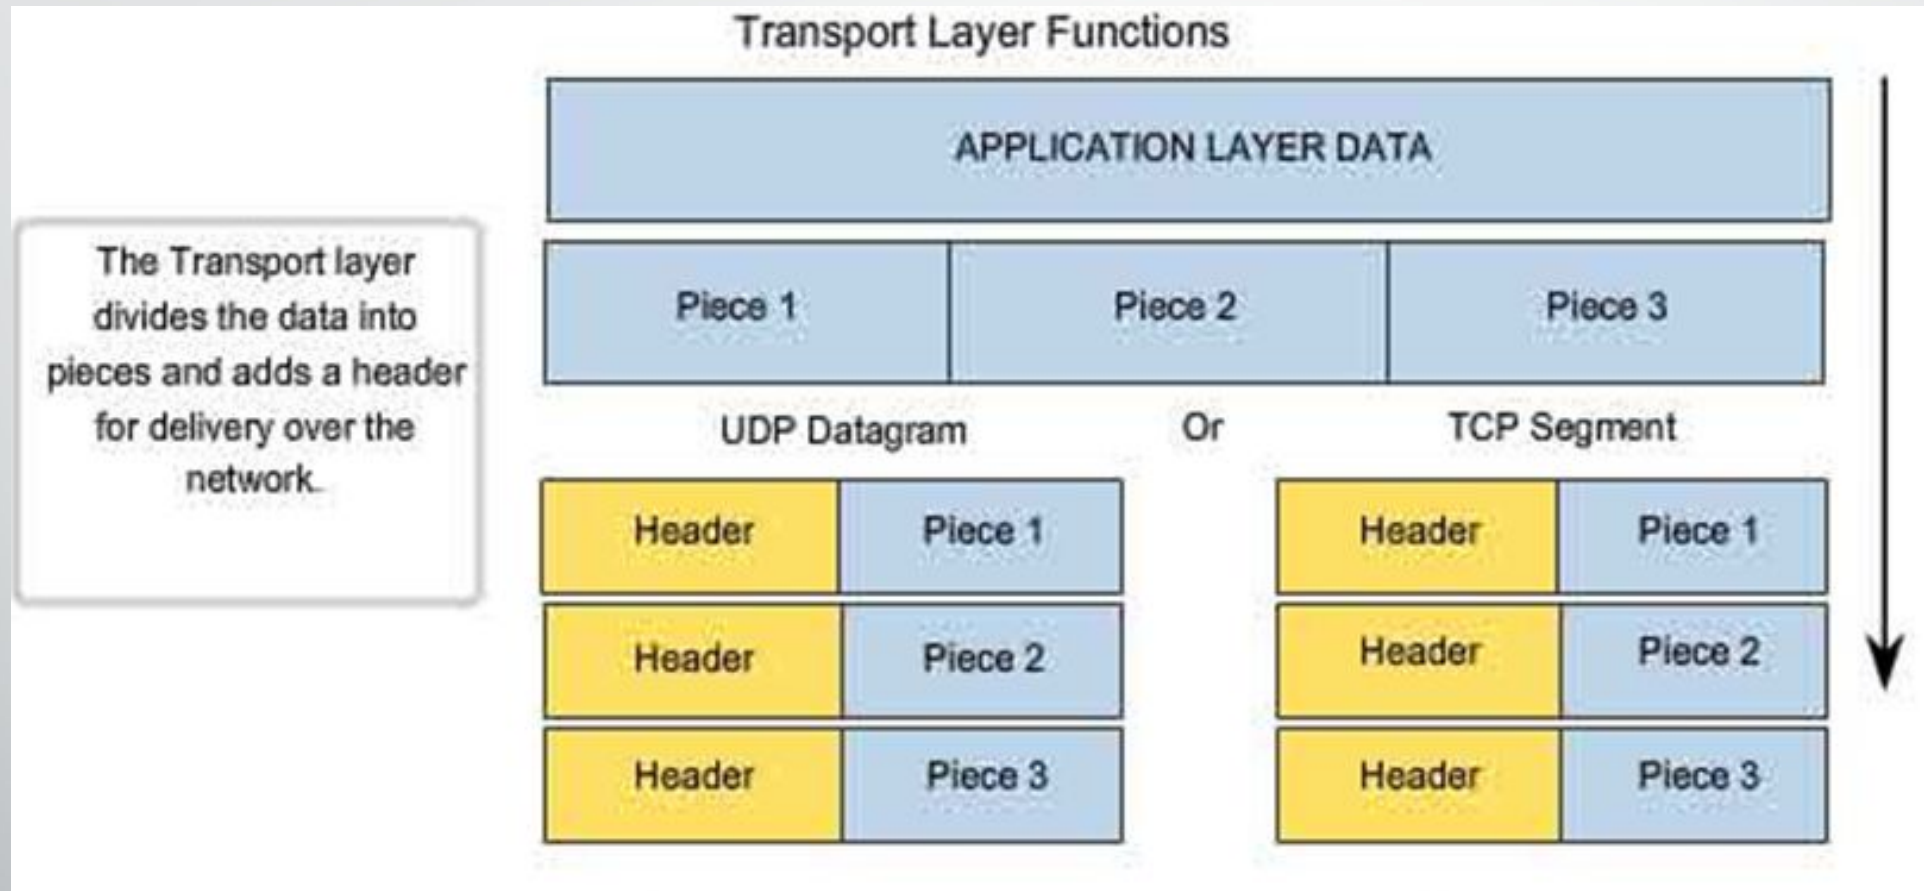 Transport Layer Functions
APPLICATION LAYER DATA
The Transport layer
divides the data into
pieces and adds a header
for delivery over the
network.
Piece 1 Piece 2 Piece 3
UDP Datagram Or TCP Segment
Header Piece 1 Header Piece 1
Header Piece 2 Header Piece 2
Header Piece 3 Header Piece 3